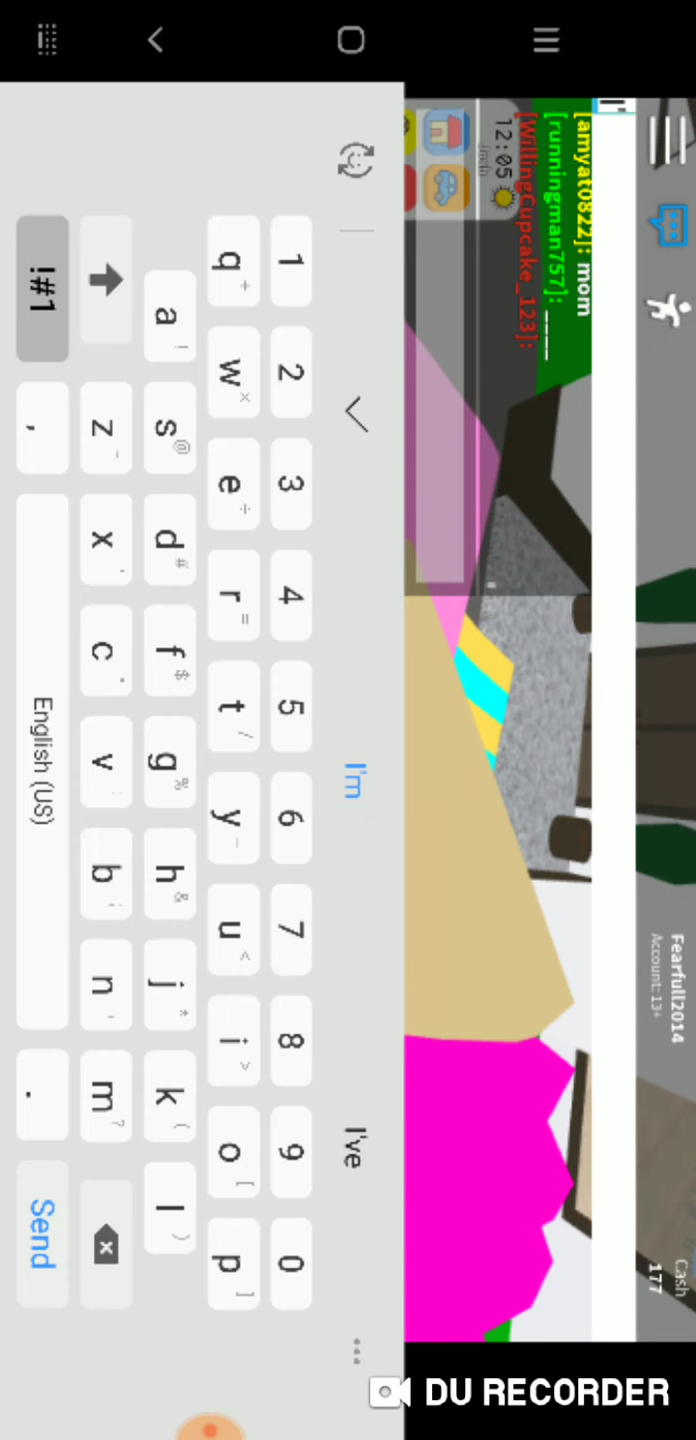 Fearfull2014
Account: 13+
Cash
177
[amyat0822]: mom
[runningman757]: ____
[WillingCupcake_123]:
12:05
I'm I've
1 2 3 4 5 6 7 8 9 0
q + w × e ÷ r = t / y u < i > o [ p ]
a ! s @ d # f $ g % h & j * k ( l )
z x c v b n m ?
!#1 , English (US) . Send
DU RECORDER